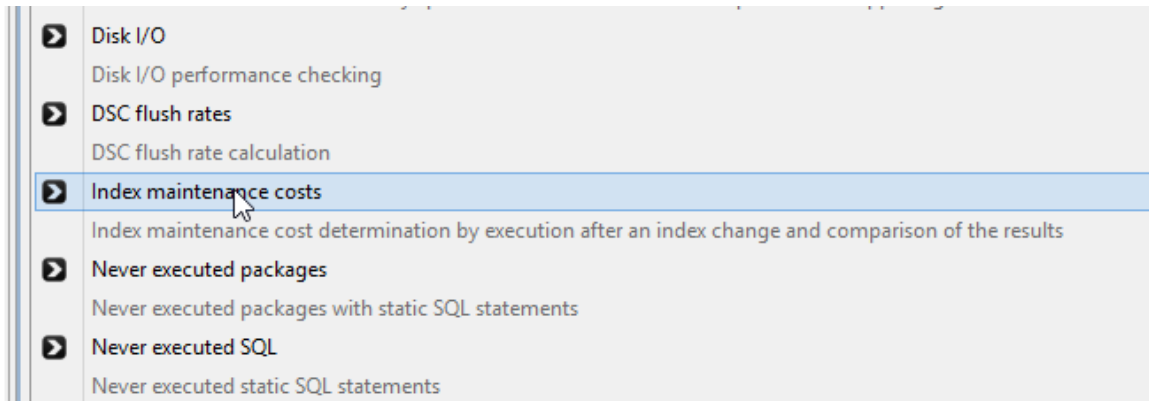 Disk I/O
Disk I/O performance checking
DSC flush rates
DSC flush rate calculation
Index maintenance costs
Index maintenance cost determination by execution after an index change and comparison of the results
Never executed packages
Never executed packages with static SQL statements
Never executed SQL
Never executed static SQL statements